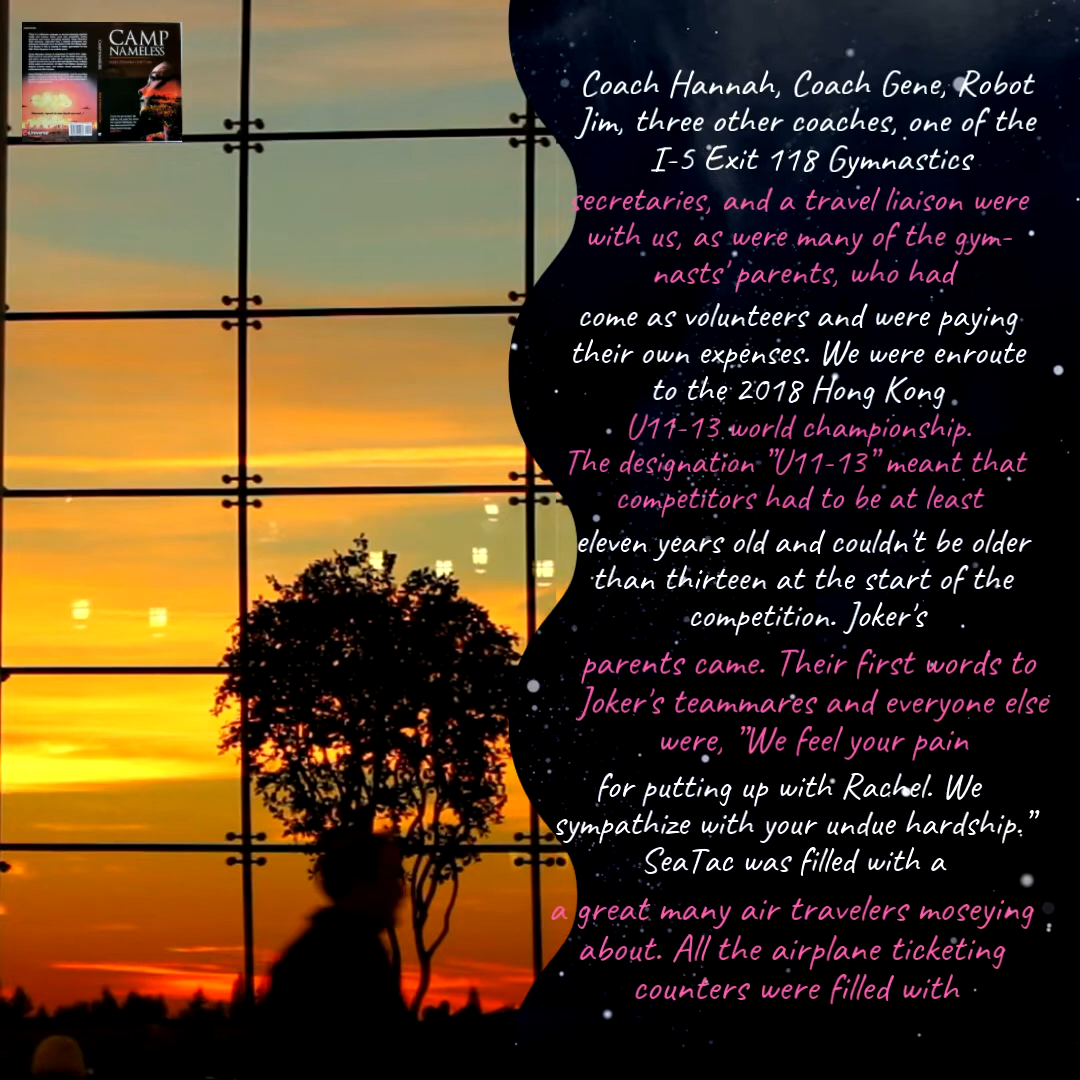 CAMP
NAMELESS
Coach Hannah, Coach Gene, Robot
Jim, three other coaches, one of the
I-5 Exit 118 Gymnastics
secretaries, and a travel liaison were
with us, as were many of the gym-
nasts' parents, who had
come as volunteers and were paying
their own expenses. We were enroute
to the 2018 Hong Kong
U11-13 world championship.
The designation "U11-13" meant that
competitors had to be at least
eleven years old and couldn't be older
than thirteen at the start of the
competition. Joker's
parents came. Their first words to
Joker's teammares and everyone else
were, "We feel your pain
for putting up with Rachel. We
sympathize with your undue hardship."
SeaTac was filled with a
a great many air travelers moseying
about. All the airplane ticketing
counters were filled with